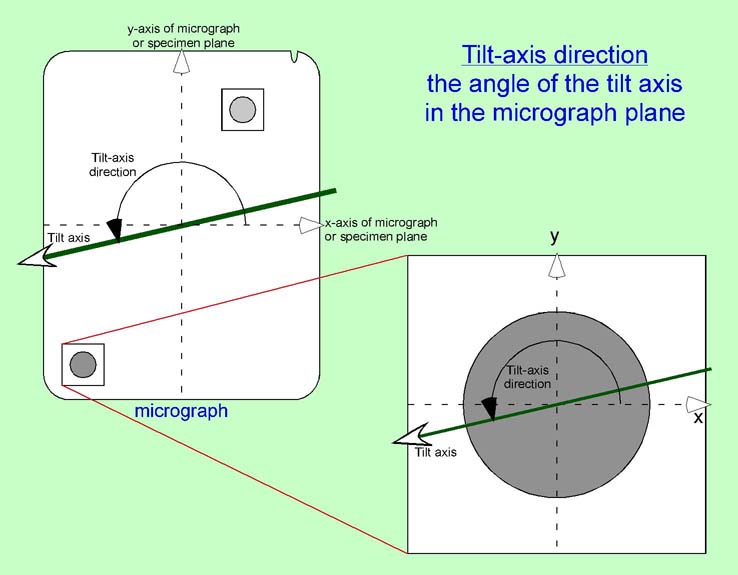 y-axis of micrograph
or specimen plane
Tilt-axis direction
the angle of the tilt axis
in the micrograph plane
Tilt-axis
direction
x-axis of micrograph
or specimen plane
Tilt axis
y
Tilt-axis
direction
x
Tilt axis
micrograph